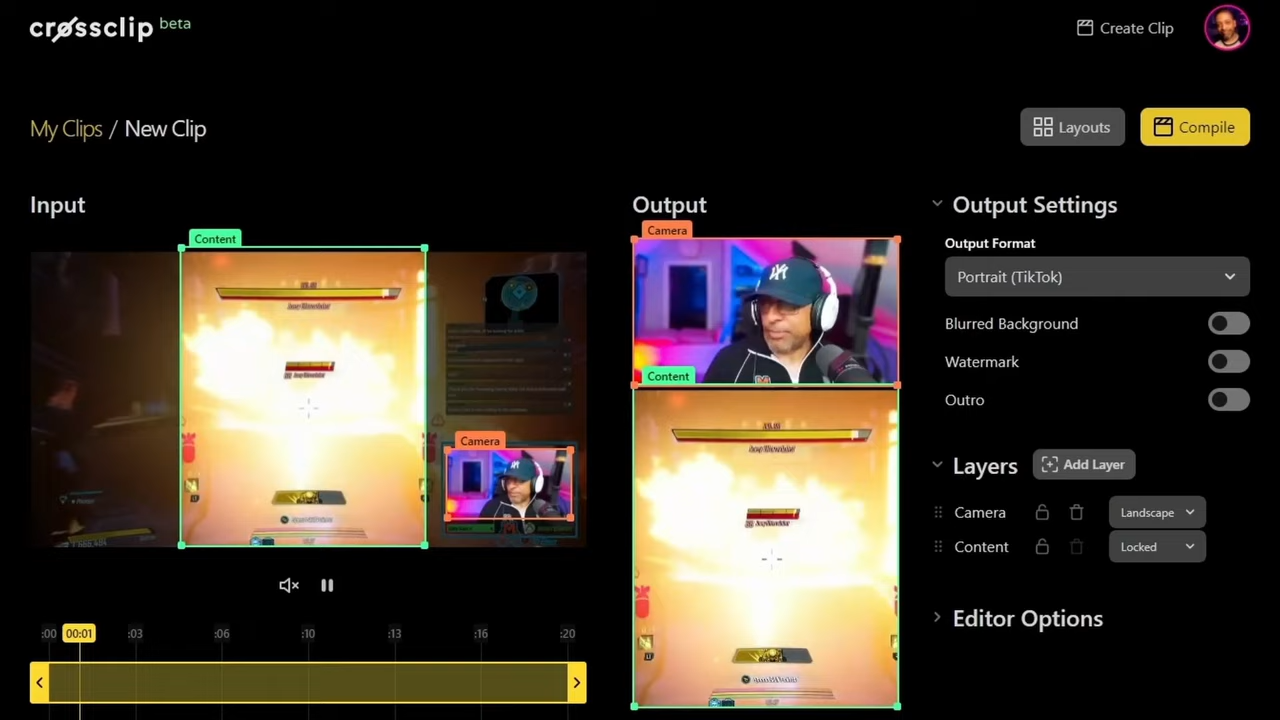 crøssclip beta
Create Clip
My Clips / New Clip
Layouts
Compile
Input
Content
Camera
:00
00:01
:03
:06
:10
:13
:16
:20
Output
Camera
Content
Output Settings
Output Format
Portrait (TikTok)
Blurred Background
Watermark
Outro
Layers
Add Layer
Camera
Landscape
Content
Locked
Editor Options